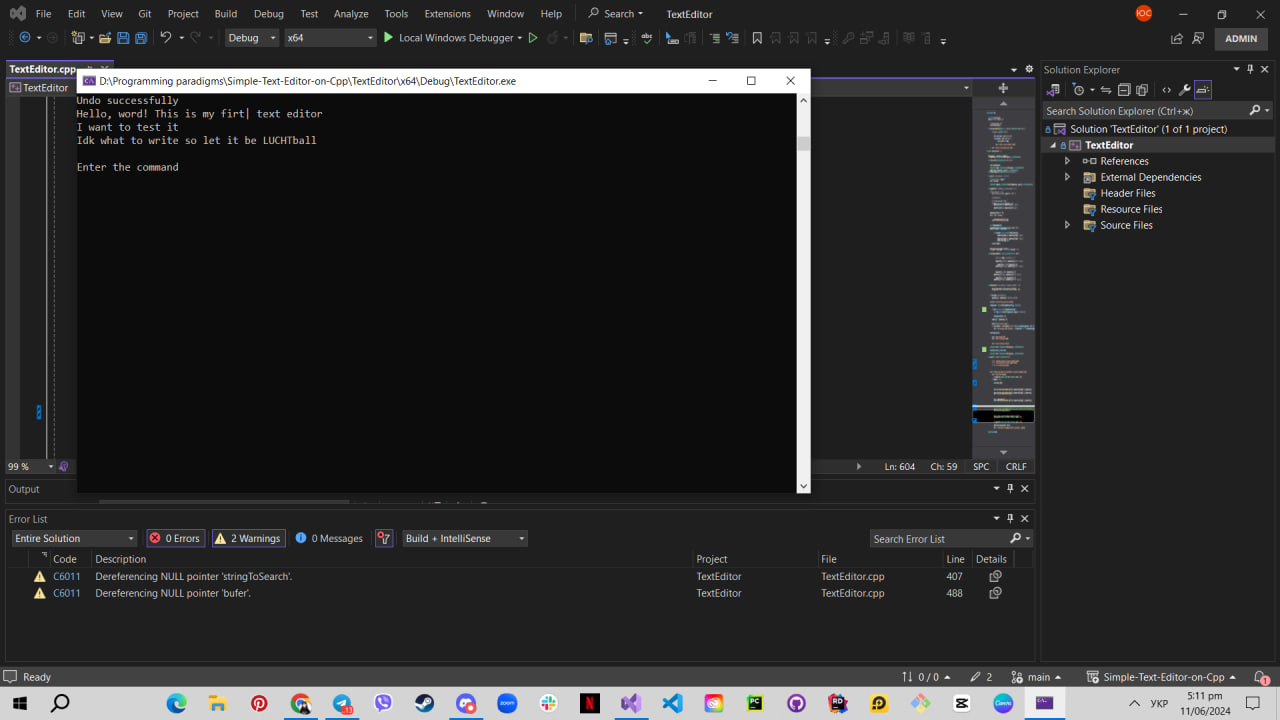 File Edit View Git Project Build Debug Test Analyze Tools Extensions Window Help Search TextEditor ЮС
Debug x64 Local Windows Debugger ADMIN
TextEditor.cpp
TextEditor
D:\Programming paradigms\Simple-Text-Editor-on-Cpp\TextEditor\x64\Debug\TextEditor.exe
Undo successfully
Hello, word! This is my firt| text editor
I want to test it
Idk what to write so let it be LUCHTbIll
Enter the command
Solution Explorer
Search Solution Explorer (Ctrl+ж)
Solution 'TextEditor' (1 of 1 project)
TextEditor
References
External Dependencies
Header Files
Resource Files
Source Files
99 % Ln: 604 Ch: 59 SPC CRLF
Output
Error List
Entire Solution 0 Errors 2 Warnings 0 Messages Build + IntelliSense Search Error List
Code Description Project File Line Details
C6011 Dereferencing NULL pointer 'stringToSearch'. TextEditor TextEditor.cpp 407
C6011 Dereferencing NULL pointer 'bufer'. TextEditor TextEditor.cpp 488
Ready 0 / 0 2 main Simple-Text-Editor-on-Cpp 1
zoom N PC RD Canva УКР 5:11 pm
11/06/2024